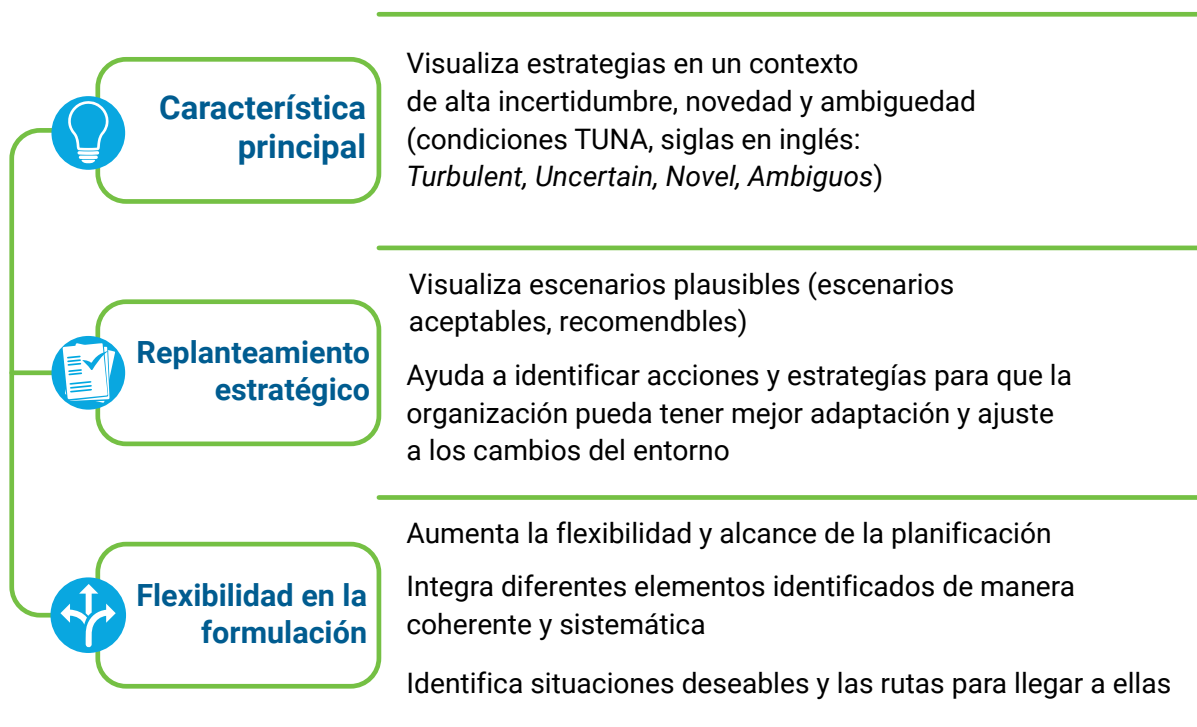 Característica
principal
Visualiza estrategias en un contexto
de alta incertidumbre, novedad y ambiguedad
(condiciones TUNA, siglas en inglés:
Turbulent, Uncertain, Novel, Ambiguos)
Replanteamiento
estratégico
Visualiza escenarios plausibles (escenarios
aceptables, recomendbles)
Ayuda a identificar acciones y estrategías para que la
organización pueda tener mejor adaptación y ajuste
a los cambios del entorno
Flexibilidad en la
formulación
Aumenta la flexibilidad y alcance de la planificación
Integra diferentes elementos identificados de manera
coherente y sistemática
Identifica situaciones deseables y las rutas para llegar a ellas